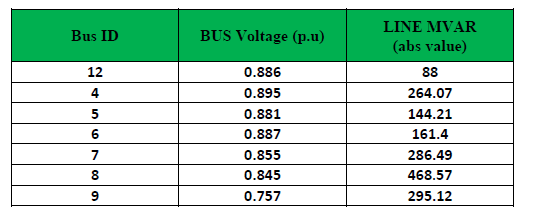 Bus ID BUS Voltage (p.u) LINE MVAR
(abs value)
12 0.886 88
4 0.895 264.07
5 0.881 144.21
6 0.887 161.4
7 0.855 286.49
8 0.845 468.57
9 0.757 295.12